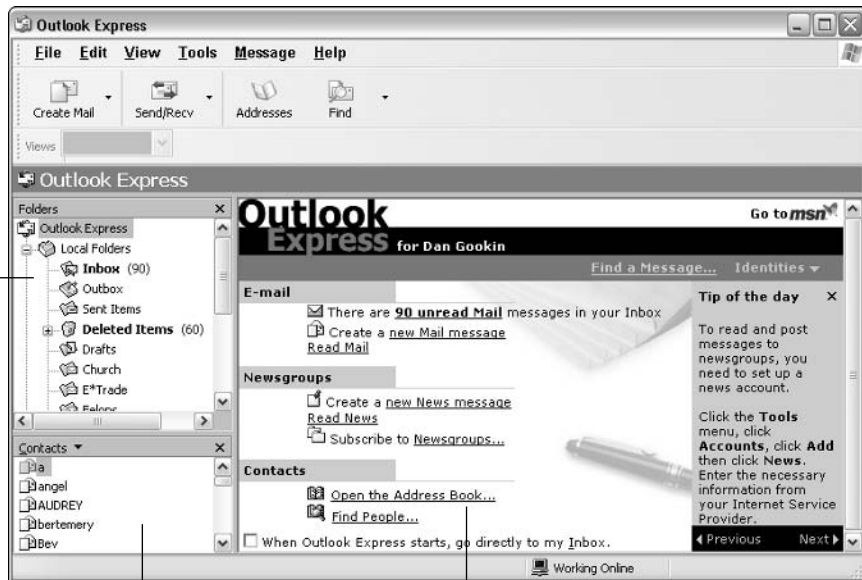 Outlook Express
File Edit View Tools Message Help
Create Mail Send/Recv Addresses Find
Views
Outlook Express
Folders
Outlook Express
Local Folders
Inbox (90)
Outbox
Sent Items
Deleted Items (60)
Drafts
Church
E*Trade
Felons
Contacts
a
angel
AUDREY
bertemery
Bev
Go to msn
Outlook
Express for Dan Gookin
Find a Message... Identities
E-mail
There are 90 unread Mail messages in your Inbox
Create a new Mail message
Read Mail
Newsgroups
Create a new News message
Read News
Subscribe to Newsgroups...
Contacts
Open the Address Book...
Find People...
When Outlook Express starts, go directly to my Inbox.
Tip of the day
To read and post
messages to
newsgroups, you
need to set up a
news account.
Click the Tools
menu, click
Accounts, click Add
then click News.
Enter the necessary
information from
your Internet Service
Provider.
Previous Next
Working Online